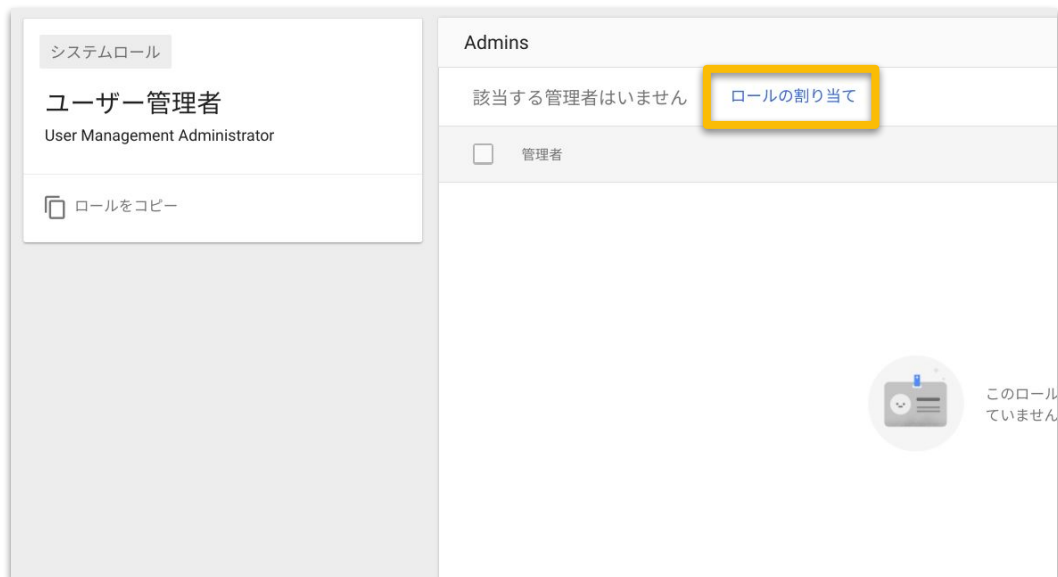 システムロール
ユーザー管理者
User Management Administrator
ロールをコピー
Admins
該当する管理者はいません ロールの割り当て
管理者
このロール
ていません